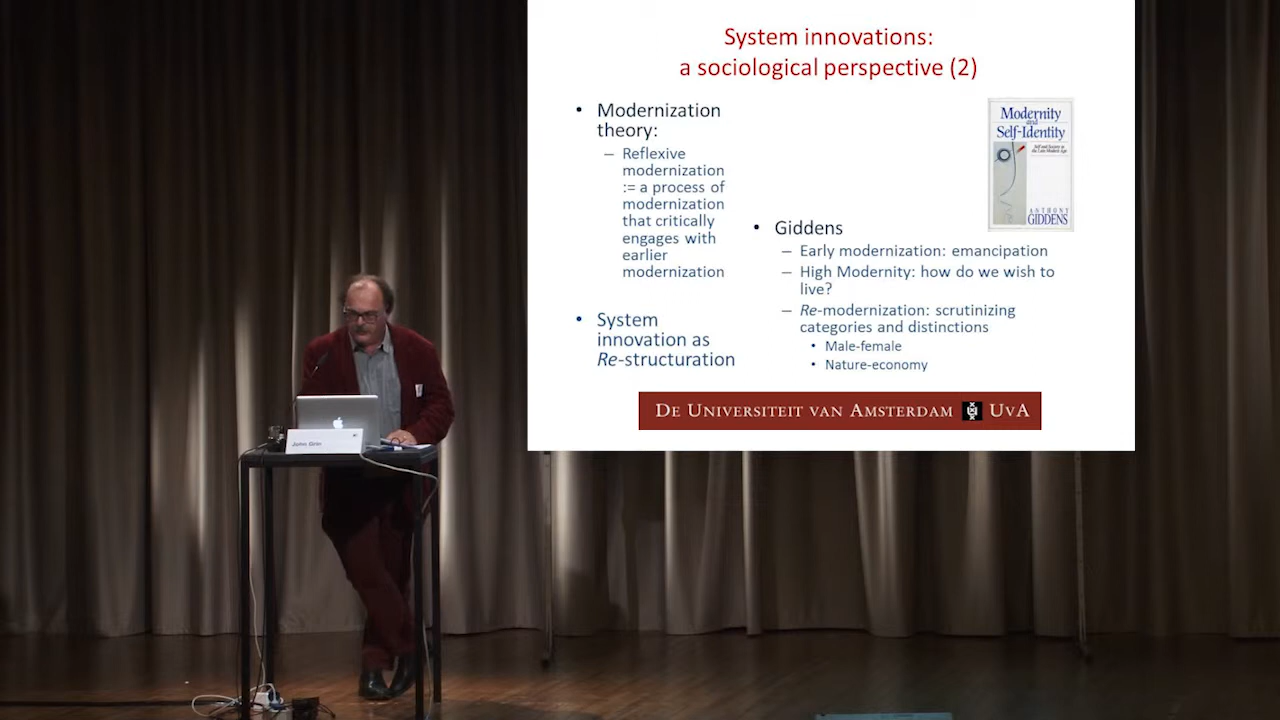 System innovations:
a sociological perspective (2)
• Modernization
theory:
– Reflexive
modernization
:= a process of
modernization
that critically
engages with
earlier
modernization
• System
innovation as
Re-structuration
Modernity
and
Self-Identity
ANTHONY
GIDDENS
• Giddens
– Early modernization: emancipation
– High Modernity: how do we wish to
live?
– Re-modernization: scrutinizing
categories and distinctions
• Male-female
• Nature-economy
DE UNIVERSITEIT VAN AMSTERDAM UvA
John Grin